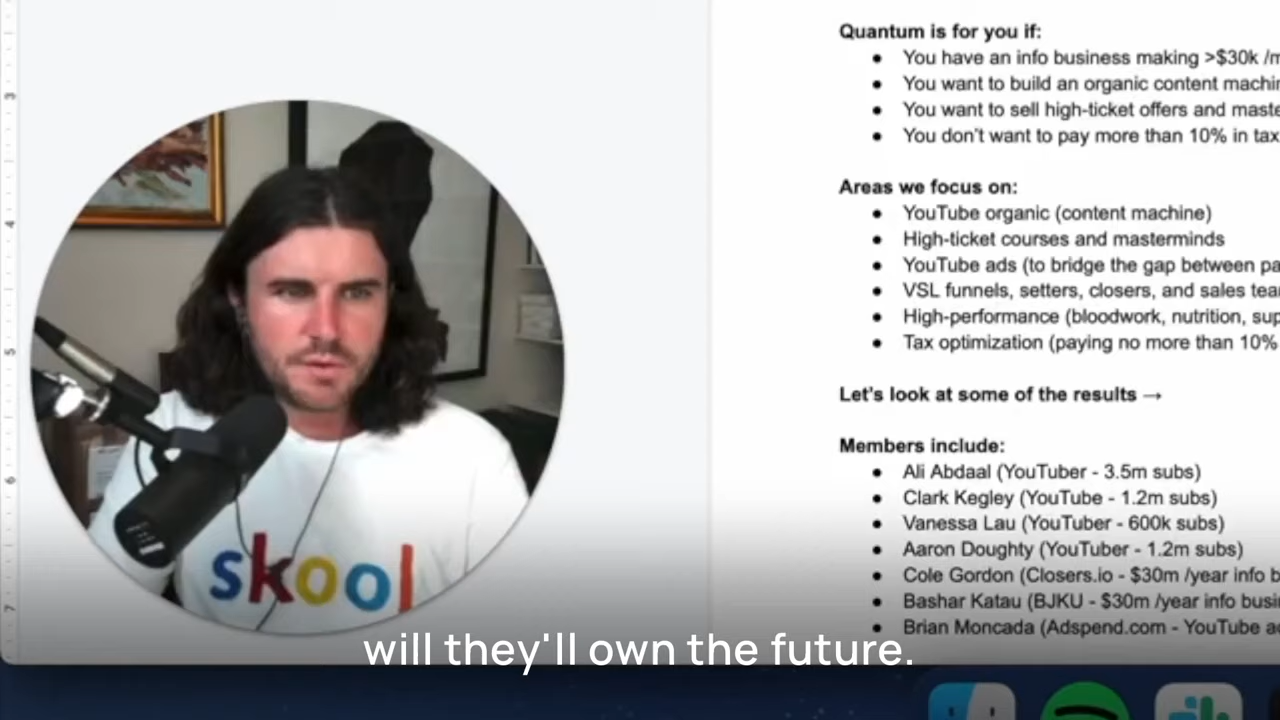 Quantum is for you if:
You have an info business making >$30k /m
You want to build an organic content machin
You want to sell high-ticket offers and maste
You don't want to pay more than 10% in tax
Areas we focus on:
YouTube organic (content machine)
High-ticket courses and masterminds
YouTube ads (to bridge the gap between pa
VSL funnels, setters, closers, and sales tea
High-performance (bloodwork, nutrition, sup
Tax optimization (paying no more than 10%
Let's look at some of the results →
Members include:
Ali Abdaal (YouTuber - 3.5m subs)
Clark Kegley (YouTube - 1.2m subs)
Vanessa Lau (YouTuber - 600k subs)
Aaron Doughty (YouTuber - 1.2m subs)
Cole Gordon (Closers.io - $30m /year info b
Bashar Katau (BJKU - $30m /year info busi
Brian Moncada (Adspend.com - YouTube a
3
4
5
6
7
skool
will they'll own the future.